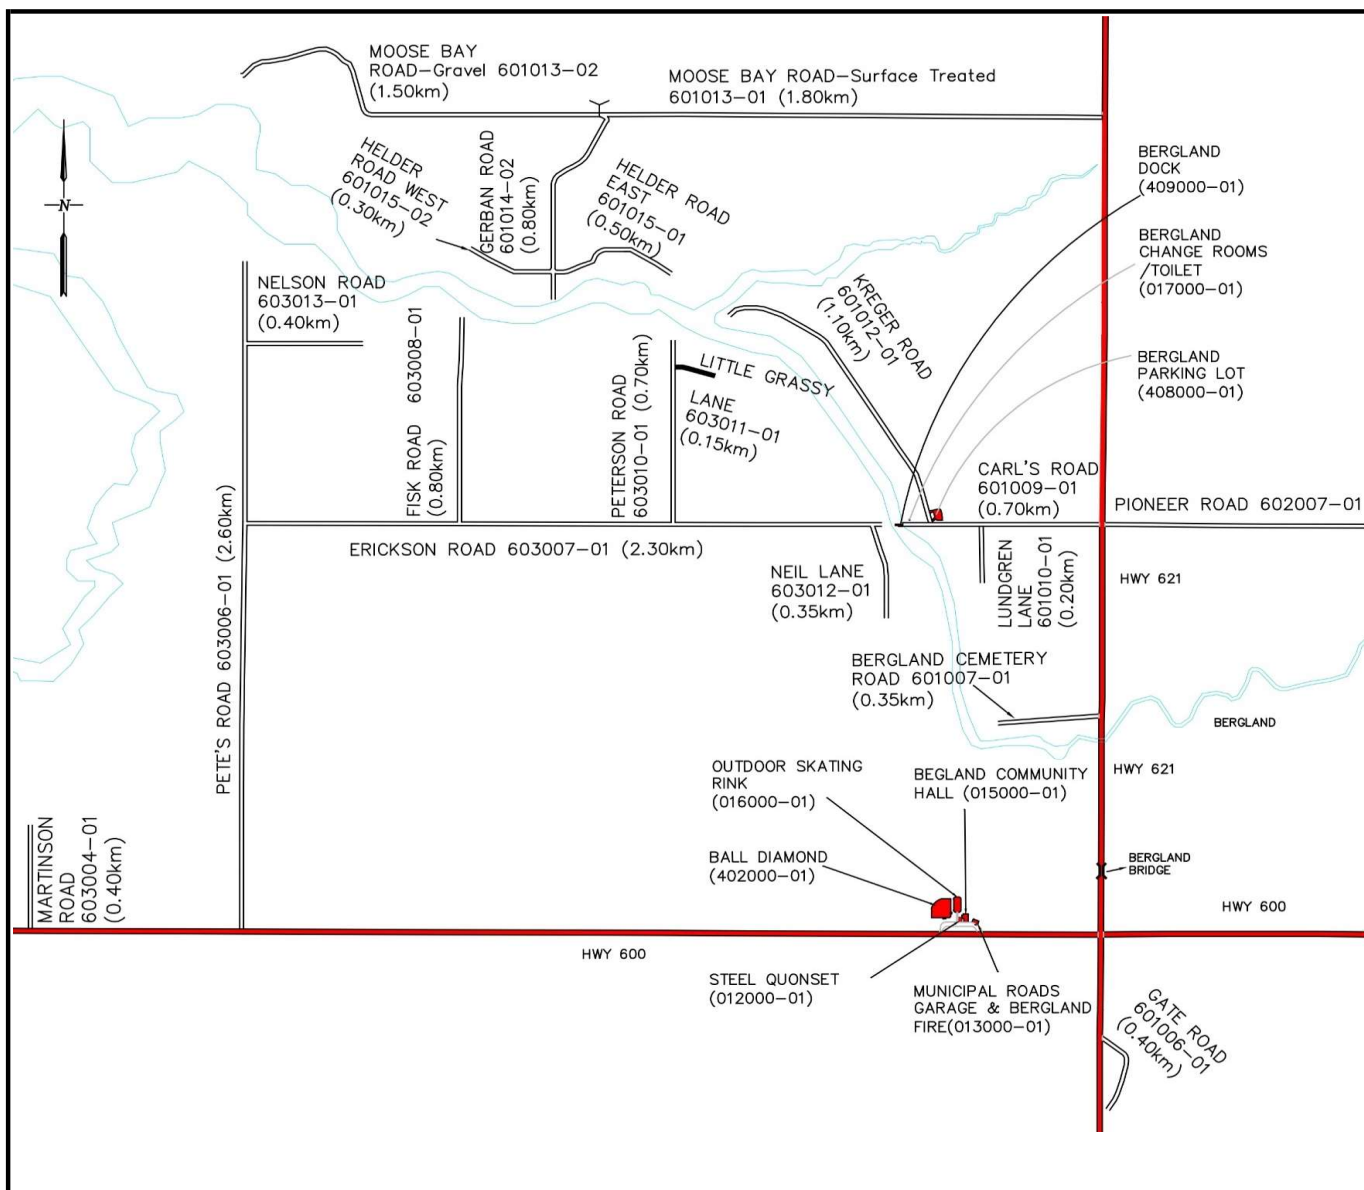 MOOSE BAY
ROAD-Gravel 601013-02
(1.50km)
MOOSE BAY ROAD-Surface Treated
601013-01 (1.80km)
HELDER
ROAD WEST
601015-02
(0.30km)
GERBAN ROAD
601014-02
(0.80km)
HELDER ROAD
EAST
601015-01
(0.50km)
BERGLAND
DOCK
(409000-01)
N
BERGLAND
CHANGE ROOMS
/TOILET
(017000-01)
NELSON ROAD
603013-01
(0.40km)
FISK ROAD 603008-01
(0.80km)
PETERSON ROAD
603010-01 (0.70km)
LITTLE GRASSY
LANE
603011-01
(0.15km)
KREGER ROAD
601012-01
(1.10km)
BERGLAND
PARKING LOT
(408000-01)
CARL'S ROAD
601009-01
(0.70km)
PIONEER ROAD 602007-01
PETE'S ROAD 603006-01 (2.60km)
ERICKSON ROAD 603007-01 (2.30km)
NEIL LANE
603012-01
(0.35km)
LUNDGREN
LANE
601010-01
(0.20km)
HWY 621
BERGLAND CEMETERY
ROAD 601007-01
(0.35km)
BERGLAND
HWY 621
OUTDOOR SKATING
RINK
(016000-01)
BEGLAND COMMUNITY
HALL (015000-01)
MARTINSON
ROAD
603004-01
(0.40km)
BALL DIAMOND
(402000-01)
BERGLAND
BRIDGE
HWY 600
HWY 600
STEEL QUONSET
(012000-01)
MUNICIPAL ROADS
GARAGE & BERGLAND
FIRE(013000-01)
GATE ROAD
601006-01
(0.40km)